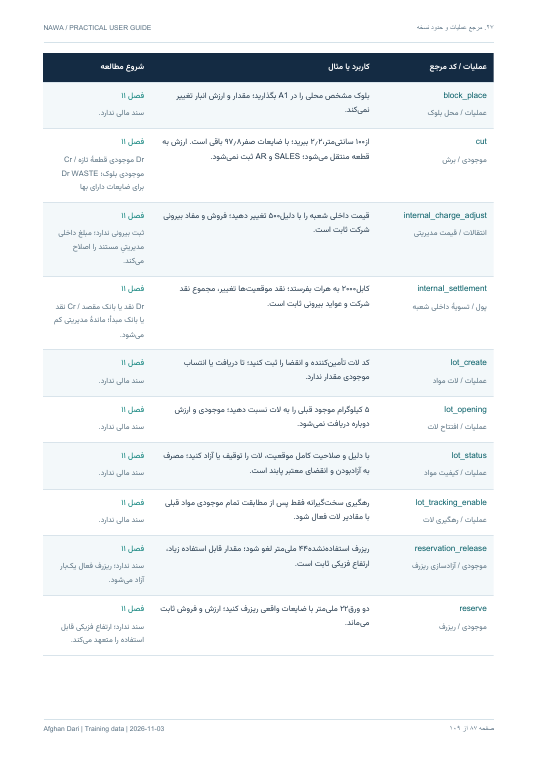 NAWA / PRACTICAL USER GUIDE
۴۲. مرجع عملیات و حدود نسخه
عملیات / کد مرجع
کاربرد با مثال
شروع مطالعه
block_place
عملیات / محل بلوک
بلوک مشخص محلی را در A1 بگذارید؛ مقدار و ارزش انبار تغییر
نمی‌کند.
فصل ۱۱
سند مالی ندارد.
cut
موجودی / برش
از۱۰۰ سانتی‌متر،۲٫۲ ببرید؛ با ضایعات صفر۹۷٫۸ باقی است. ارزش به
قطعه منتقل می‌شود؛ SALES و AR ثبت نمی‌شود.
فصل ۱۱
Dr موجودی قطعهٔ تازه / Cr
موجودی بلوک؛ Dr WASTE
برای ضایعات دارای بها
internal_charge_adjust
انتقالات / قیمت مدیریتی
قیمت داخلی شعبه را با دلیل۵۰۰ تغییر دهید؛ فروش و مفاد بیرونی
شرکت ثابت است.
فصل ۱۱
ثبت بیرونی ندارد؛ مبلغ داخلی
مدیریتی مستند را اصلاح
می‌کند.
internal_settlement
پول / تسویهٔ داخلی شعبه
کابل۲۰۰۰ به هرات بفرستد؛ نقد موقعیت‌ها تغییر، مجموع نقد
شرکت و عواید بیرونی ثابت است.
فصل ۱۱
Dr نقد یا بانک مقصد / Cr نقد
یا بانک مبدأ؛ ماندهٔ مدیریتی کم
می‌شود.
lot_create
عملیات / لات مواد
کد لات تأمین‌کننده و انقضا را ثبت کنید؛ تا دریافت یا انتساب
موجودی مقدار ندارد.
فصل ۱۱
سند مالی ندارد.
lot_opening
عملیات / افتتاح لات
۵ کیلوگرام موجود قبلی را به لات نسبت دهید؛ موجودی و ارزش
دوباره دریافت نمی‌شود.
فصل ۱۱
سند مالی ندارد.
lot_status
عملیات / کیفیت مواد
با دلیل و صلاحیت کامل موقعیت، لات را توقیف یا آزاد کنید؛ مصرف
به آزادبودن و انقضای معتبر پابند است.
فصل ۱۱
سند مالی ندارد.
lot_tracking_enable
عملیات / رهگیری لات
رهگیری سخت‌گیرانه فقط پس از مطابقت تمام موجودی مواد قبلی
با مقادیر لات فعال شود.
فصل ۱۱
سند مالی ندارد.
reservation_release
موجودی / آزادسازی ریزرف
ریزرف استفاده‌نشده۴۴ ملی‌متر لغو شود؛ مقدار قابل استفاده زیاد،
ارتفاع فزیکی ثابت است.
فصل ۱۱
سند ندارد؛ ریزرف فعال یک‌بار
آزاد می‌شود.
reserve
موجودی / ریزرف
دو ورق۲۲ ملی‌متر با ضایعات واقعی ریزرف کنید؛ ارزش و فروش ثابت
می‌ماند.
فصل ۱۱
سند ندارد؛ ارتفاع فزیکی قابل
استفاده را متعهد می‌کند.
Afghan Dari | Training data | 2026-11-03
صفحه ۸۷ از ۱۰۹